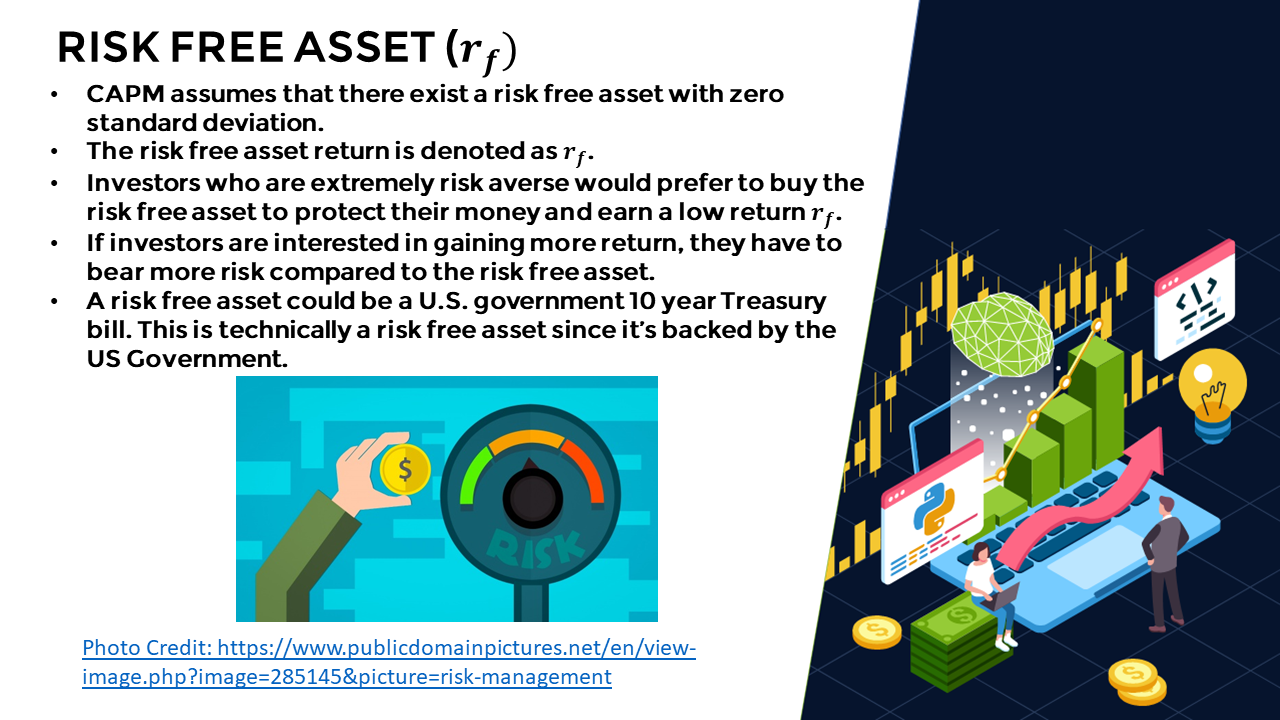 RISK FREE ASSET (r_f)
• CAPM assumes that there exist a risk free asset with zero
standard deviation.
• The risk free asset return is denoted as r_f.
• Investors who are extremely risk averse would prefer to buy the
risk free asset to protect their money and earn a low return r_f.
• If investors are interested in gaining more return, they have to
bear more risk compared to the risk free asset.
• A risk free asset could be a U.S. government 10 year Treasury
bill. This is technically a risk free asset since it’s backed by the
US Government.
$
RISK
Photo Credit: https://www.publicdomainpictures.net/en/view-
image.php?image=285145&picture=risk-management